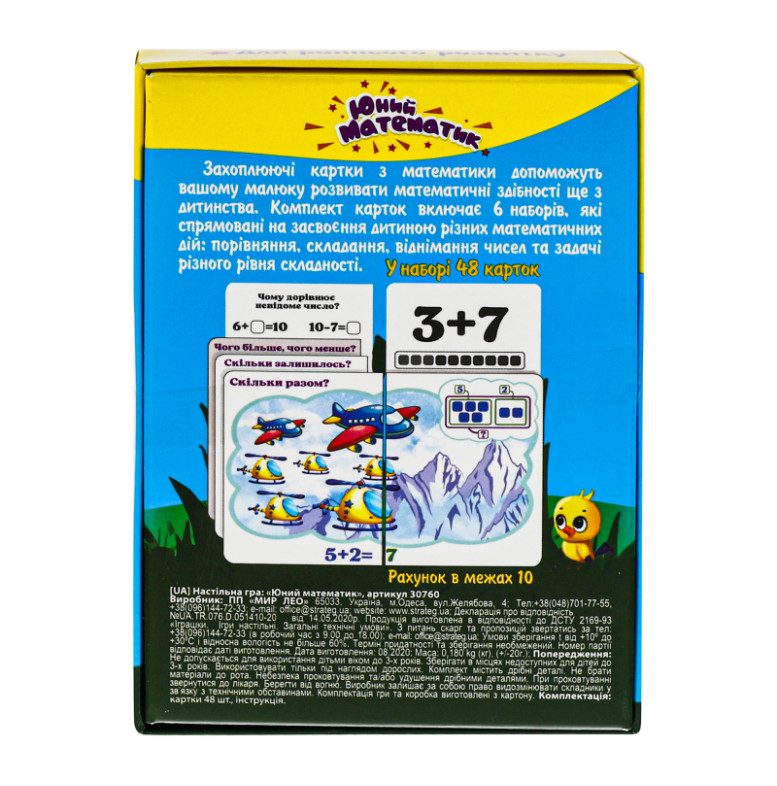 Для раннього розвитку
Юний
математик
Захоплюючі картки з математики допоможуть
вашому малюку розвивати математичні здібності ще з
дитинства. Комплект карток включає 6 наборів, які
спрямовані на засвоєння дитиною різних математичних
дій: порівняння, складання, віднімання чисел та задачі
різного рівня складності.
У наборі 48 карток
Чому дорівнює
невідоме число?
6+ =10 10-7=
3+7
Чого більше, чого менше?
Скільки залишилось?
Скільки разом?
5 2
?
5+2= 7
Рахунок в межах 10
[UA] Настільна гра: «Юний математик», артикул 30760
Виробник: ПП «МИР ЛЕО» 65033, Україна, м.Одеса, вул.Желябова, 4; Тел:+38(048)701-77-55,
+38(096)144-72-33; e-mail: office@strateg.ua; website: www.strateg.ua; Декларація про відповідність
№UA.TR.076.D.051410-20 від 14.05.2020р. Продукція виготовлена в відповідності до ДСТУ 2169-93
«Іграшки. Ігри настільні. Загальні технічні умови». З питань скарг та пропозицій звертатись за тел:
+38(096)144-72-33 (в робочий час з 9.00 до 18.00): e-mail: office@strateg.ua; Умови зберігання t від +10° до
+30°С і відносна вологість не більше 60%. Термін придатності та зберігання необмежений. Номер партії
відповідає даті виготовлення. Дата виготовлення: 08.2020; Маса: 0,180 кг (кг). (+/-20г.); Попередження:
Не допускається для використання дітьми віком до 3-х років. Зберігати в місцях недоступних для дітей до
3-х років. Використовувати тільки під наглядом дорослих. Комплект містить дрібні деталі. Не брати
матеріали до рота. Небезпека проковтування та/або удушення дрібними деталями. При проковтуванні
звернутися до лікаря. Берегти від вогню. Виробник залишає за собою право видозмінювати складники у
зв'язку з технічними обставинами. Комплектація гри та коробка виготовлені з картону. Комплектація:
картки 48 шт., інструкція.